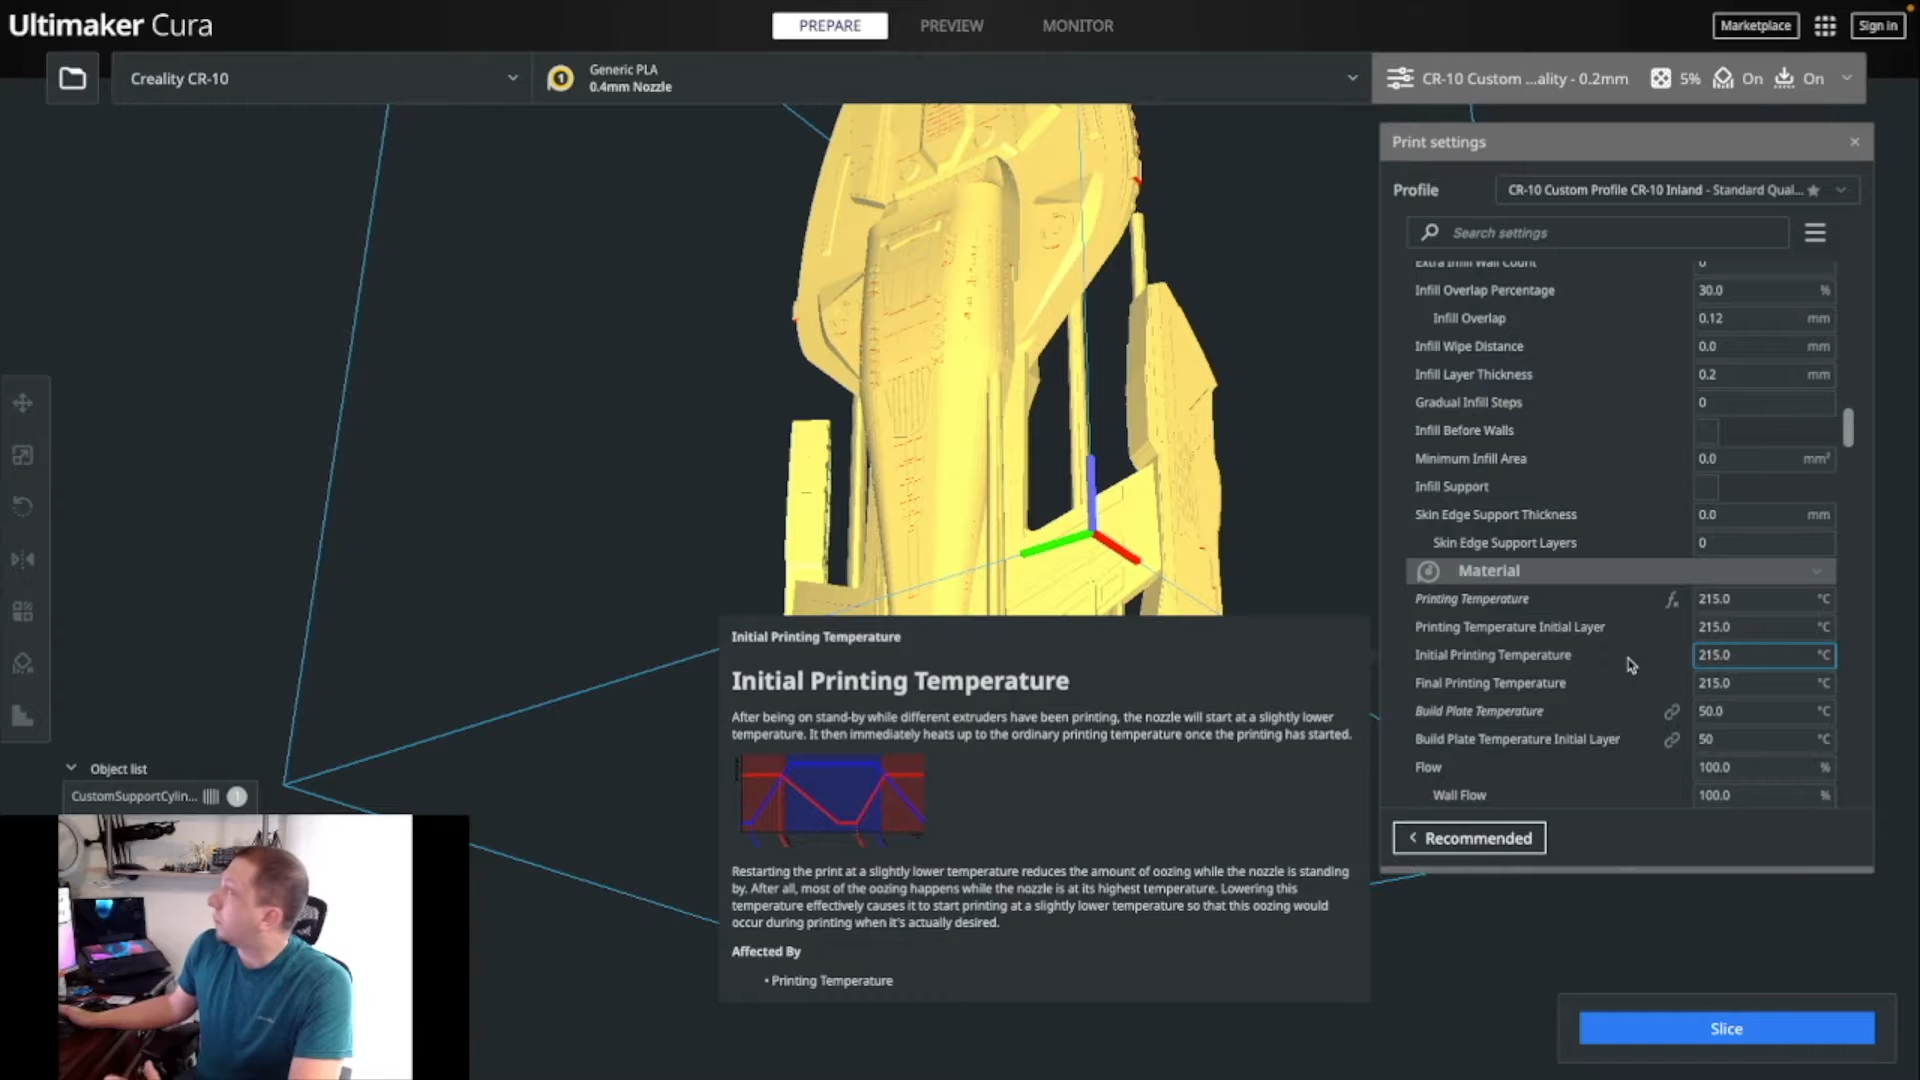 Ultimaker Cura
PREPARE
PREVIEW
MONITOR
Marketplace
Sign in
Creality CR-10
1
Generic PLA
0.4mm Nozzle
CR-10 Custom ...ality - 0.2mm
5%
On
On
Print settings
Profile
CR-10 Custom Profile CR-10 Inland - Standard Qual...
Search settings
Extra Infill Wall Count 0
Infill Overlap Percentage 30.0 %
Infill Overlap 0.12 mm
Infill Wipe Distance 0.0 mm
Infill Layer Thickness 0.2 mm
Gradual Infill Steps 0
Infill Before Walls
Minimum Infill Area 0.0 mm²
Infill Support
Skin Edge Support Thickness 0.0 mm
Skin Edge Support Layers 0
Material
Printing Temperature 215.0 °C
Printing Temperature Initial Layer 215.0 °C
Initial Printing Temperature 215.0 °C
Final Printing Temperature 215.0 °C
Build Plate Temperature 50.0 °C
Build Plate Temperature Initial Layer 50 °C
Flow 100.0 %
Wall Flow 100.0 %
Recommended
Initial Printing Temperature
Initial Printing Temperature
After being on stand-by while different extruders have been printing, the nozzle will start at a slightly lower
temperature. It then immediately heats up to the ordinary printing temperature once the printing has started.
Restarting the print at a slightly lower temperature reduces the amount of oozing while the nozzle is standing
by. After all, most of the oozing happens while the nozzle is at its highest temperature. Lowering this
temperature effectively causes it to start printing at a slightly lower temperature so that this oozing would
occur during printing when it's actually desired.
Affected By
• Printing Temperature
Object list
CustomSupportCylin...
1
Slice